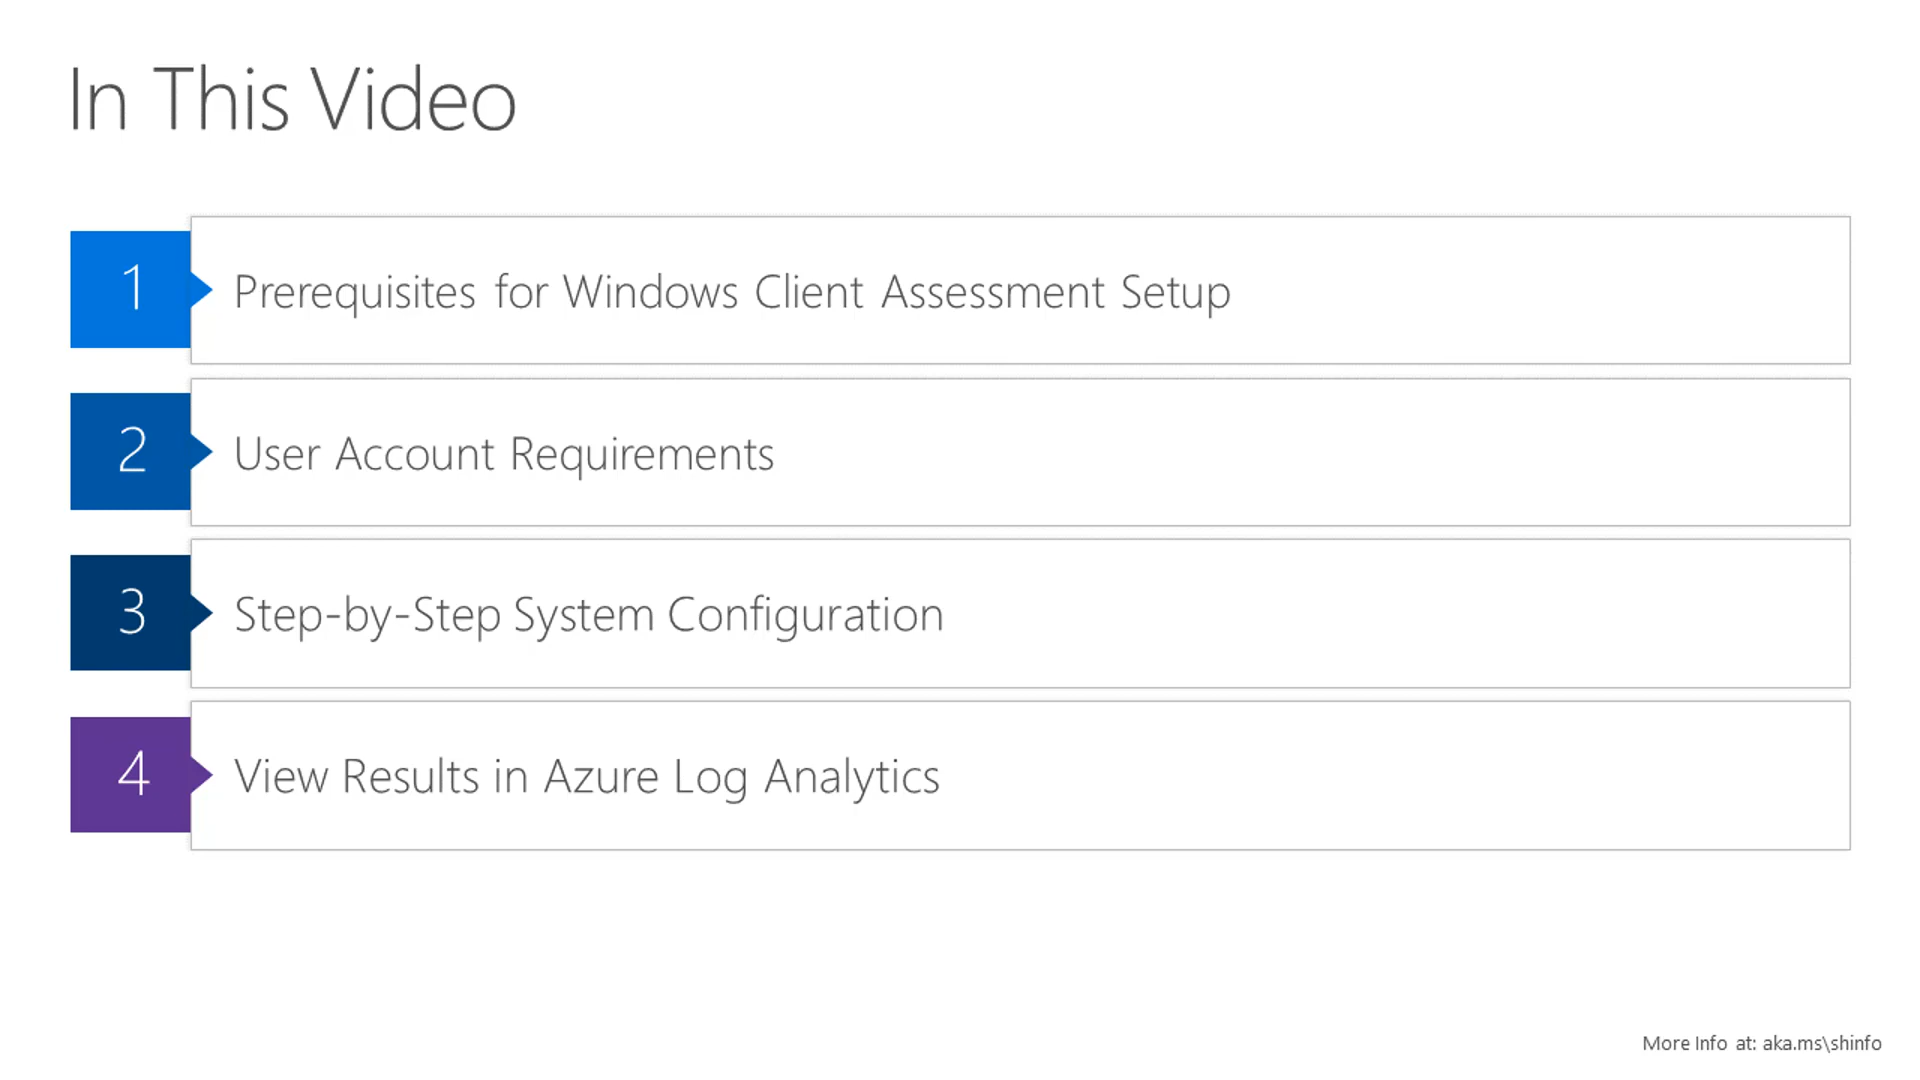 In This Video
1
Prerequisites for Windows Client Assessment Setup
2
User Account Requirements
3
Step-by-Step System Configuration
4
View Results in Azure Log Analytics
More Info at: aka.ms\shinfo